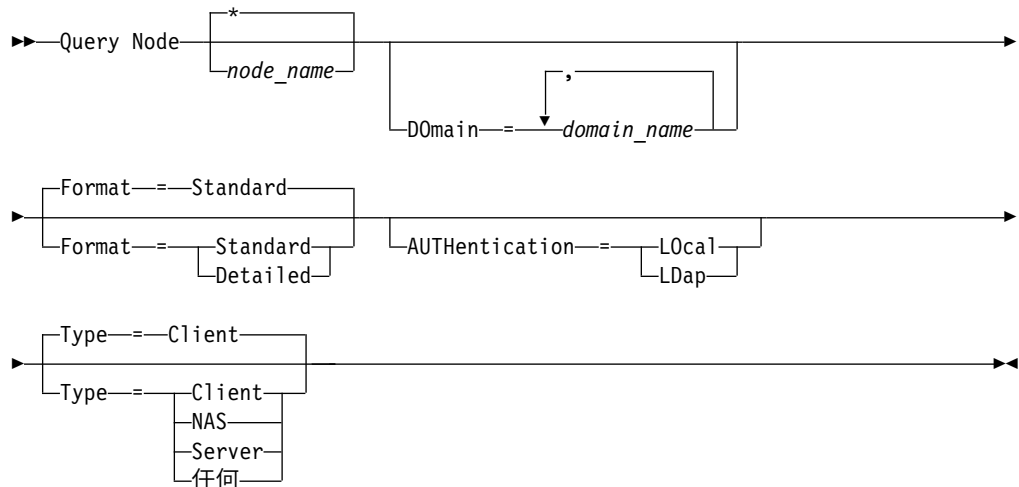 *
Query Node
node_name
,
DOmain = domain_name
Format = Standard
Format = Standard
Detailed
AUTHentication = LOcal
LDap
Type = Client
Type = Client
NAS
Server
任何